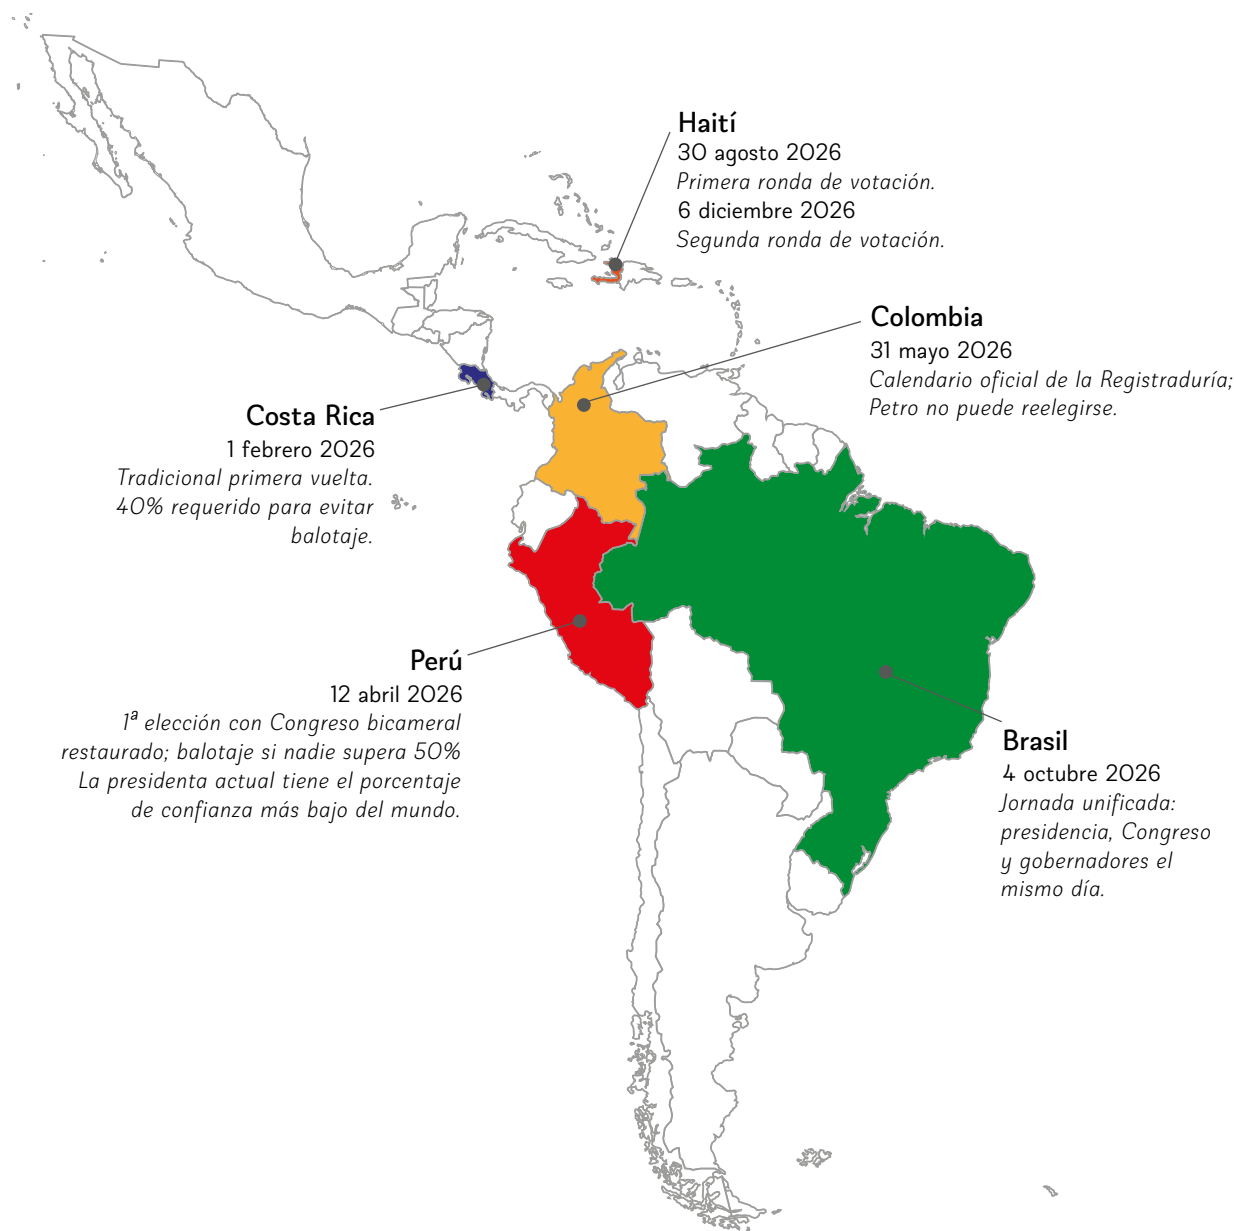 Haití
30 agosto 2026
Primera ronda de votación.
6 diciembre 2026
Segunda ronda de votación.
Colombia
31 mayo 2026
Calendario oficial de la Registraduría;
Petro no puede reelegirse.
Costa Rica
1 febrero 2026
Tradicional primera vuelta.
40% requerido para evitar
balotaje.
Perú
12 abril 2026
1ª elección con Congreso bicameral
restaurado; balotaje si nadie supera 50%
La presidenta actual tiene el porcentaje
de confianza más bajo del mundo.
Brasil
4 octubre 2026
Jornada unificada:
presidencia, Congreso
y gobernadores el
mismo día.